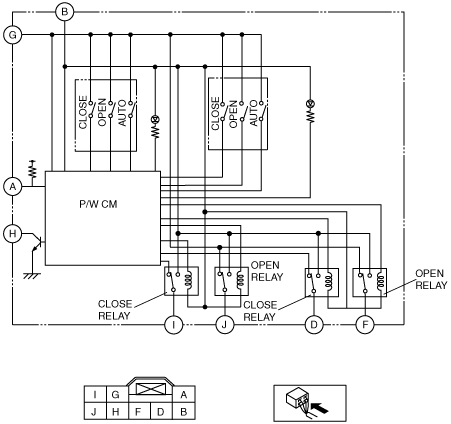 B
G
CLOSE
OPEN
AUTO
CLOSE
OPEN
AUTO
A
P/W CM
H
OPEN
RELAY
OPEN
RELAY
CLOSE
RELAY
CLOSE
RELAY
I
J
D
F
I G A
J H F D B